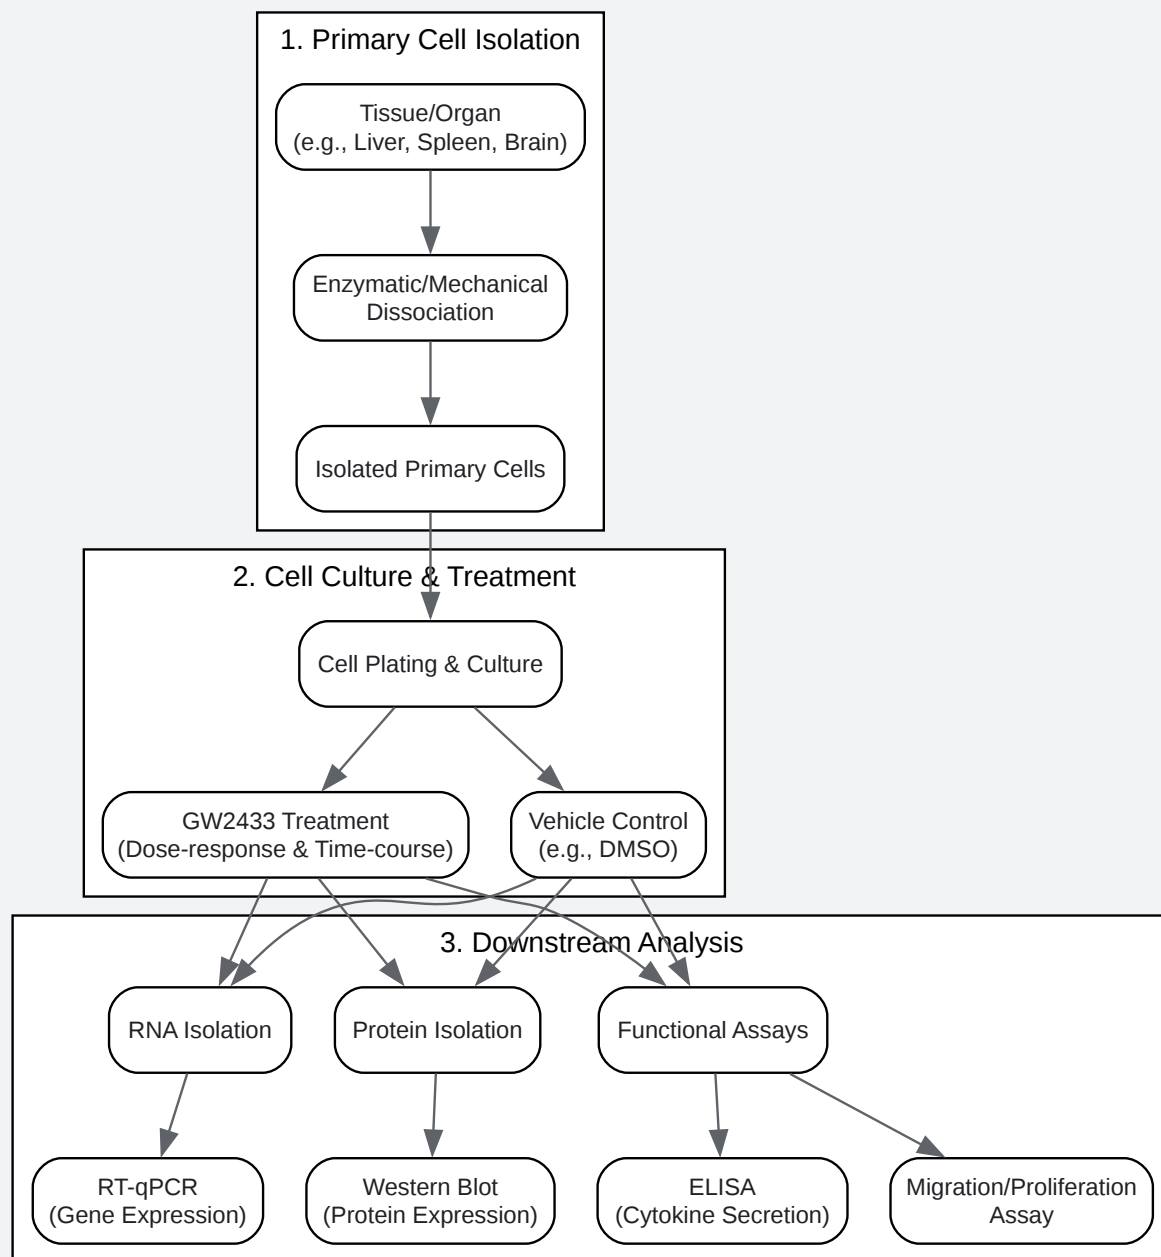 1. Primary Cell Isolation
Tissue/Organ
(e.g., Liver, Spleen, Brain)
Enzymatic/Mechanical
Dissociation
Isolated Primary Cells
2. Cell Culture & Treatment
Cell Plating & Culture
GW2433 Treatment
(Dose-response & Time-course)
Vehicle Control
(e.g., DMSO)
3. Downstream Analysis
RNA Isolation
Protein Isolation
Functional Assays
RT-qPCR
(Gene Expression)
Western Blot
(Protein Expression)
ELISA
(Cytokine Secretion)
Migration/Proliferation
Assay